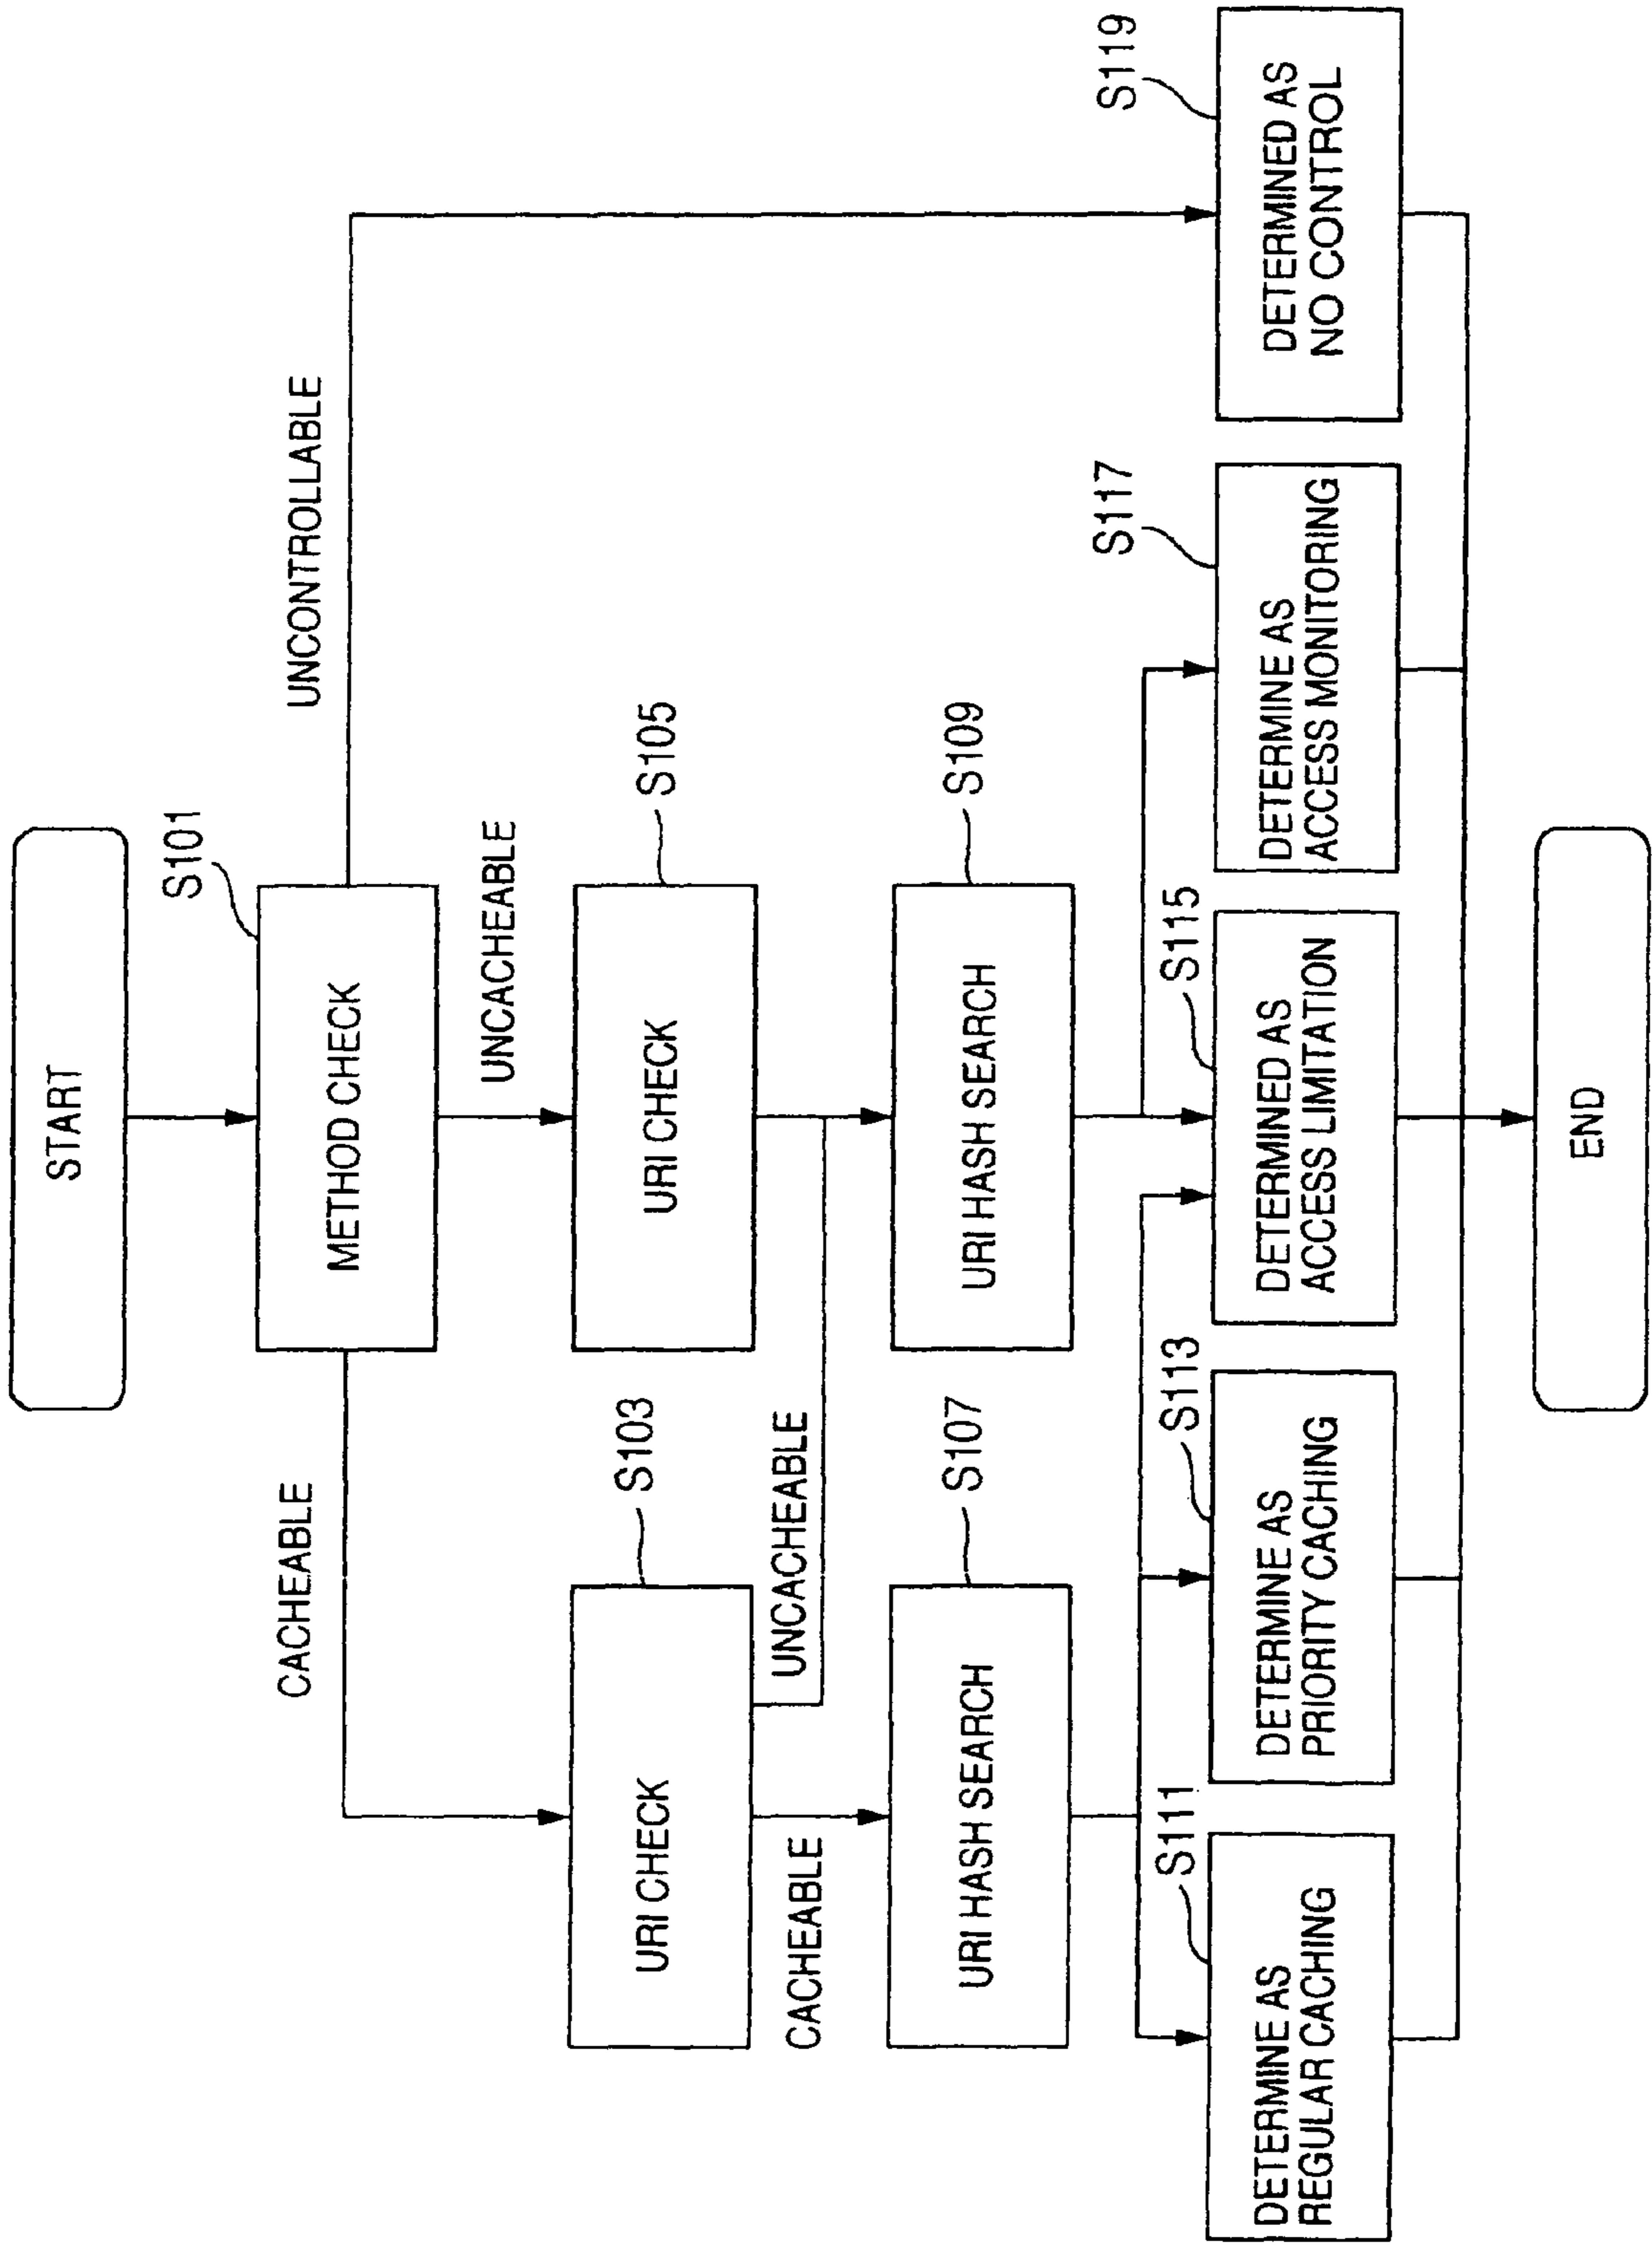 START
S101
METHOD CHECK
CACHEABLE
UNCACHEABLE
UNCONTROLLABLE
S103
URI CHECK
S105
URI CHECK
CACHEABLE
UNCACHEABLE
S107
URI HASH SEARCH
S109
URI HASH SEARCH
S111
DETERMINE AS
REGULAR CACHING
S113
DETERMINE AS
PRIORITY CACHING
S115
DETERMINED AS
ACCESS LIMITATION
S117
DETERMINE AS
ACCESS MONITORING
S119
DETERMINED AS
NO CONTROL
END